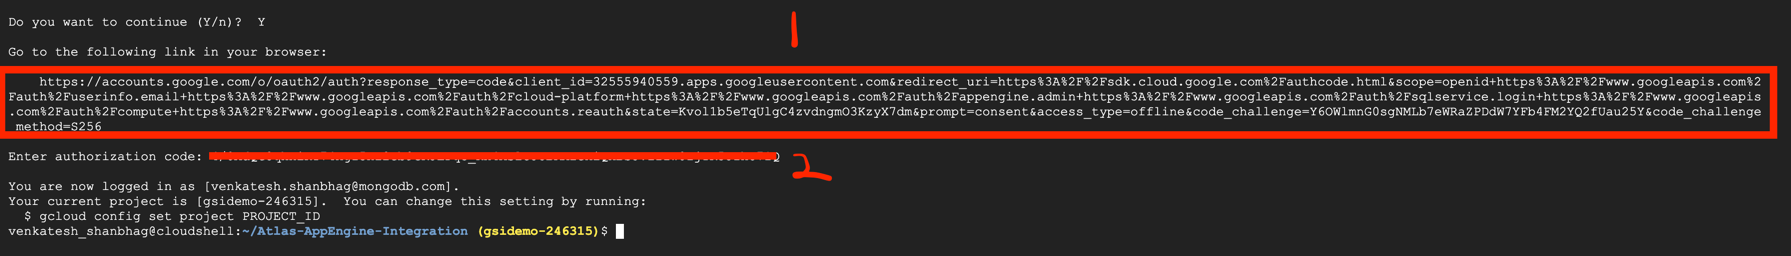 Do you want to continue (Y/n)?  Y
1
Go to the following link in your browser:
https://accounts.google.com/o/oauth2/auth?response_type=code&client_id=32555940559.apps.googleusercontent.com&redirect_uri=https%3A%2F%2Fsdk.cloud.google.com%2Fauthcode.html&scope=openid+https%3A%2F%2Fwww.googleapis.com%2
Fauth%2Fuserinfo.email+https%3A%2F%2Fwww.googleapis.com%2Fauth%2Fcloud-platform+https%3A%2F%2Fwww.googleapis.com%2Fauth%2Fappengine.admin+https%3A%2F%2Fwww.googleapis.com%2Fauth%2Fsqlservice.login+https%3A%2F%2Fwww.googleapis
.com%2Fauth%2Fcompute+https%3A%2F%2Fwww.googleapis.com%2Fauth%2Faccounts.reauth&state=Kvol1b5eTqUlgC4zvdngmO3KzyX7dm&prompt=consent&access_type=offline&code_challenge=Y6OWlmnG0sgNMLb7eWRaZPDdW7YFb4FM2YQ2fUau25Y&code_challenge
_method=S256
Enter authorization code:
2
You are now logged in as [venkatesh.shanbhag@mongodb.com].
Your current project is [gsidemo-246315].  You can change this setting by running:
$ gcloud config set project PROJECT_ID
venkatesh_shanbhag@cloudshell:~/Atlas-AppEngine-Integration (gsidemo-246315)$